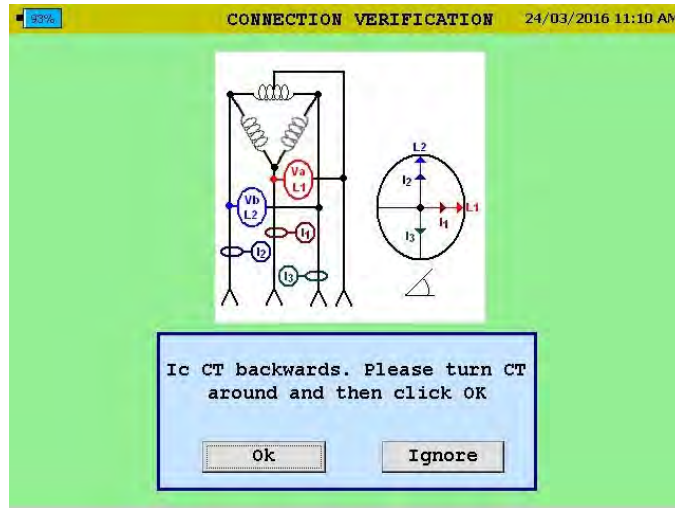 93%
CONNECTION VERIFICATION
24/03/2016 11:10 AM
Va
L1
Vb
L2
I1
I2
I3
L2
I2
L1
I1
I3
Ic CT backwards. Please turn CT
around and then click OK
Ok
Ignore